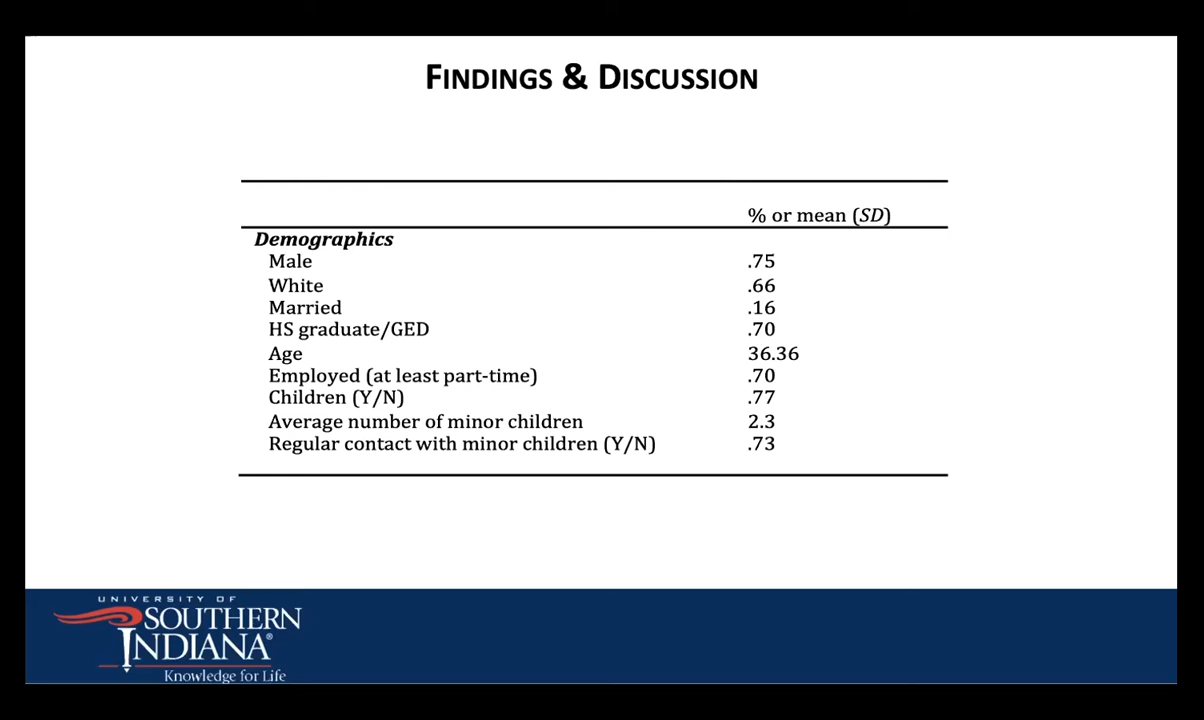 FINDINGS & DISCUSSION
% or mean (SD)
Demographics
Male .75
White .66
Married .16
HS graduate/GED .70
Age 36.36
Employed (at least part-time) .70
Children (Y/N) .77
Average number of minor children 2.3
Regular contact with minor children (Y/N) .73
UNIVERSITY OF
SOUTHERN
INDIANA®
Knowledge for Life